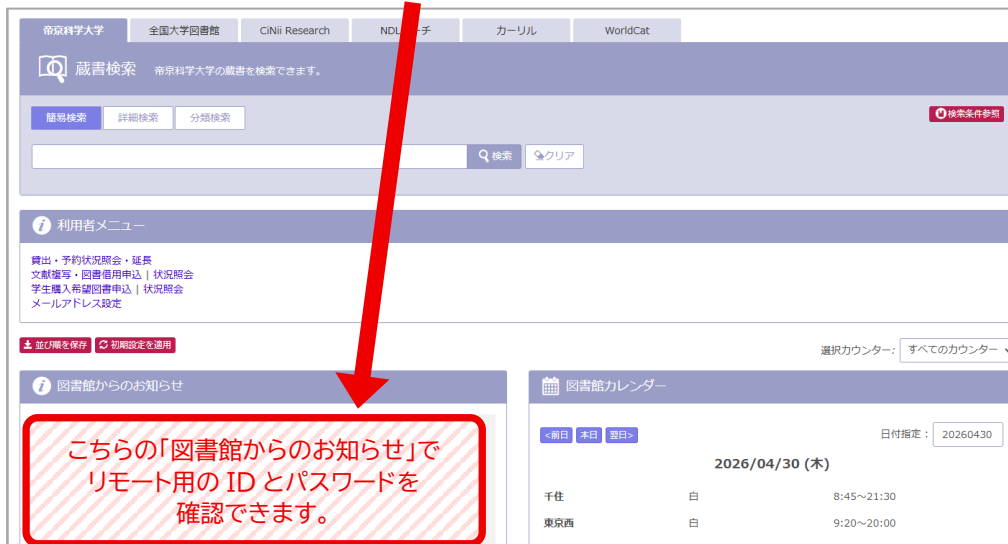 帝京科学大学 全国大学図書館 CiNii Research NDL ーチ カーリル WorldCat
蔵書検索 帝京科学大学の蔵書を検索できます。
簡易検索 詳細検索 分類検索
検索条件参照
検索 クリア
利用者メニュー
貸出・予約状況照会・延長
文献複写・図書借用申込 | 状況照会
学生購入希望図書申込 | 状況照会
メールアドレス設定
並び順を保存 初期設定を適用
選択カウンター: すべてのカウンター
図書館からのお知らせ
こちらの「図書館からのお知らせ」で
リモート用の ID とパスワードを
確認できます。
図書館カレンダー
<前日 本日 翌日>
日付指定： 20260430
2026/04/30 (木)
千住 白 8:45～21:30
東京西 白 9:20～20:00